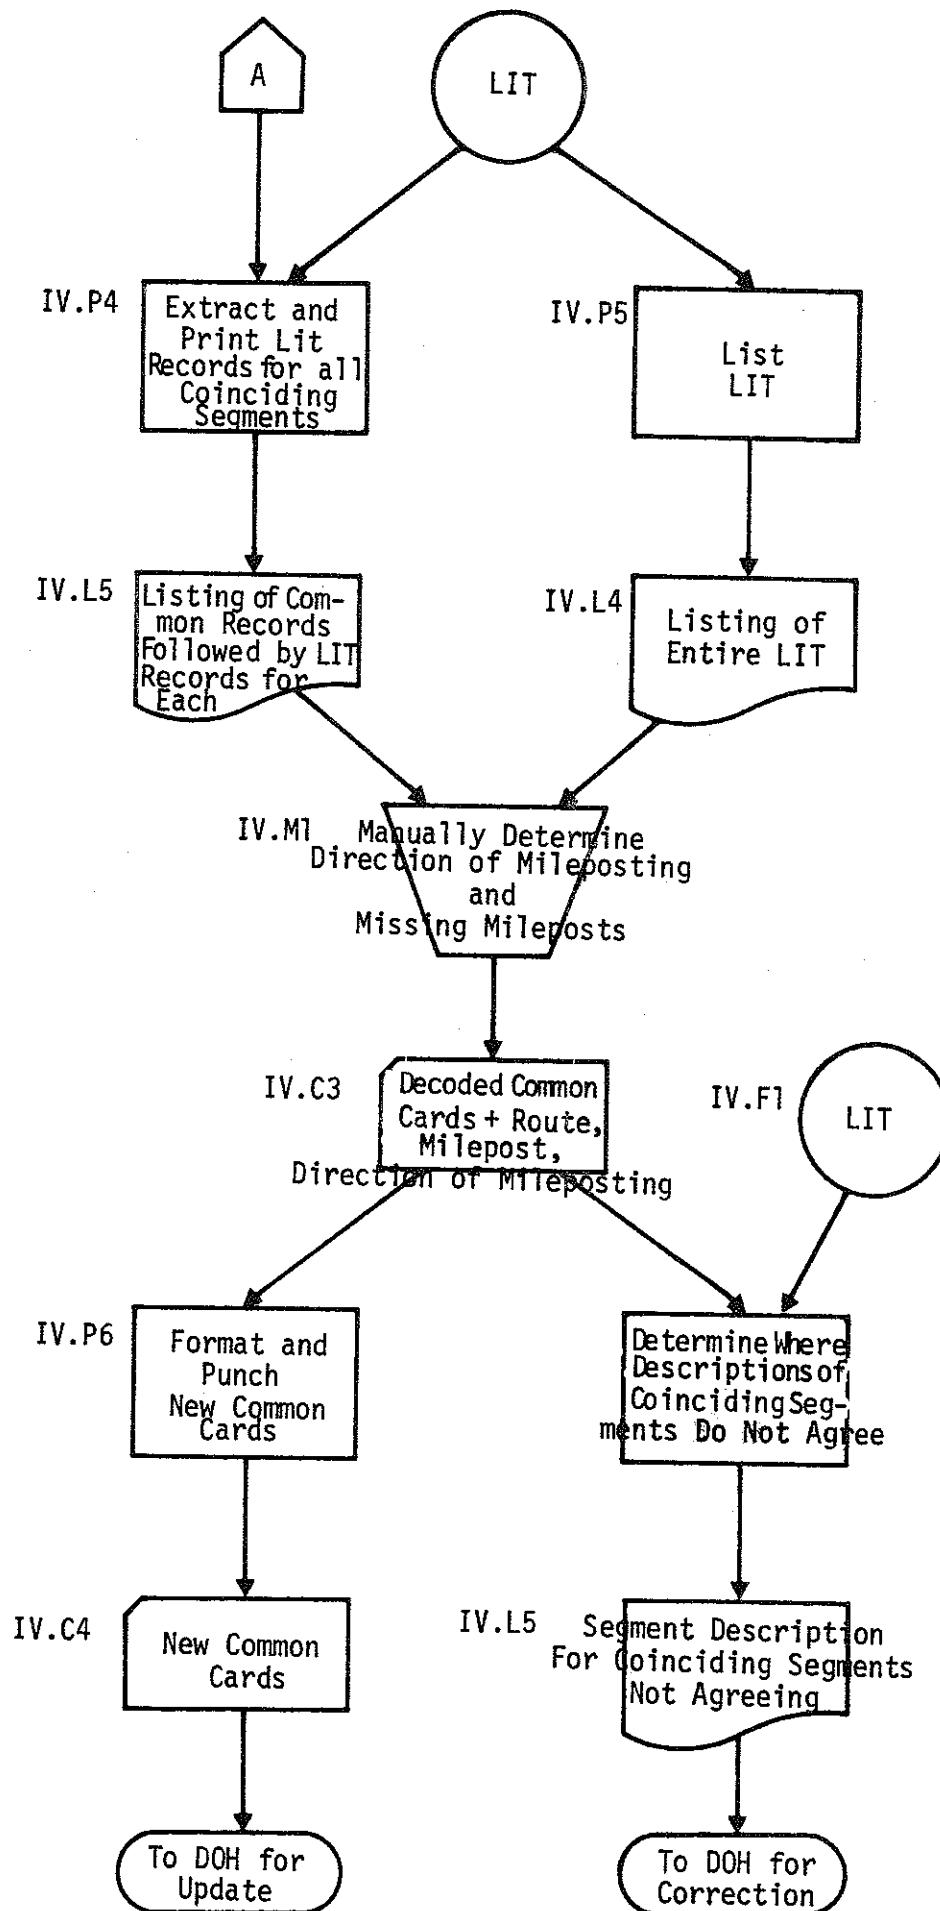 A
LIT
IV.P4
Extract and
Print Lit
Records for all
Coinciding
Segments
IV.P5
List
LIT
IV.L5
Listing of Com-
mon Records
Followed by LIT
Records for
Each
IV.L4
Listing of
Entire LIT
IV.M1
Manually Determine
Direction of Mileposting
and
Missing Mileposts
IV.C3
Decoded Common
Cards + Route,
Milepost,
Direction of Mileposting
IV.F1
LIT
IV.P6
Format and
Punch
New Common
Cards
Determine Where
Descriptions of
Coinciding Seg-
ments Do Not Agree
IV.C4
New Common
Cards
IV.L5
Segment Description
For Coinciding Segments
Not Agreeing
To DOH for
Update
To DOH for
Correction